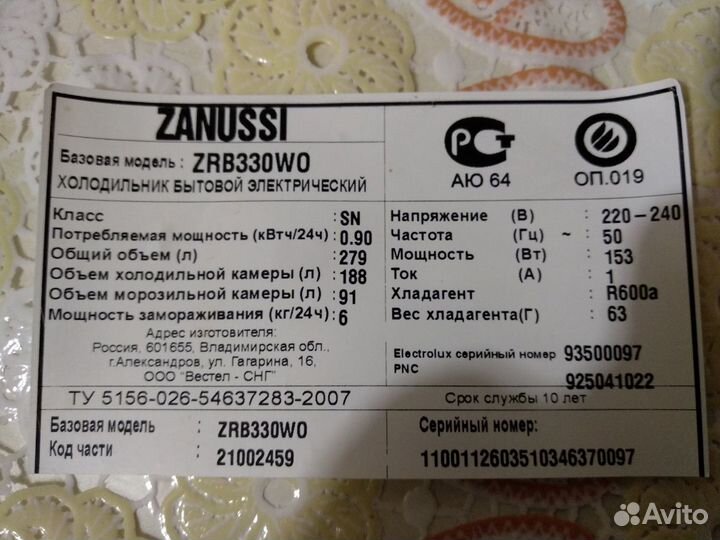 ZANUSSI
Базовая модель : ZRB330WO
ХОЛОДИЛЬНИК БЫТОВОЙ ЭЛЕКТРИЧЕСКИЙ
РСТ
АЮ 64
ОП.019
Класс : SN
Потребляемая мощность (кВтч/24ч) : 0.90
Общий объем (л) : 279
Объем холодильной камеры (л) : 188
Объем морозильной камеры (л) : 91
Мощность замораживания (кг/24ч) : 6
Адрес изготовителя:
Россия, 601655, Владимирская обл.,
г.Александров, ул. Гагарина, 16,
ООО "Вестел - СНГ"
Напряжение (В) : 220-240
Частота (Гц) ~ : 50
Мощность (Вт) : 153
Ток (А) : 1
Хладагент : R600a
Вес хладагента(Г) : 63
Electrolux серийный номер 93500097
PNC 925041022
ТУ 5156-026-54637283-2007
Срок службы 10 лет
Базовая модель : ZRB330WO
Код части : 21002459
Серийный номер:
1100112603510346370097
Avito